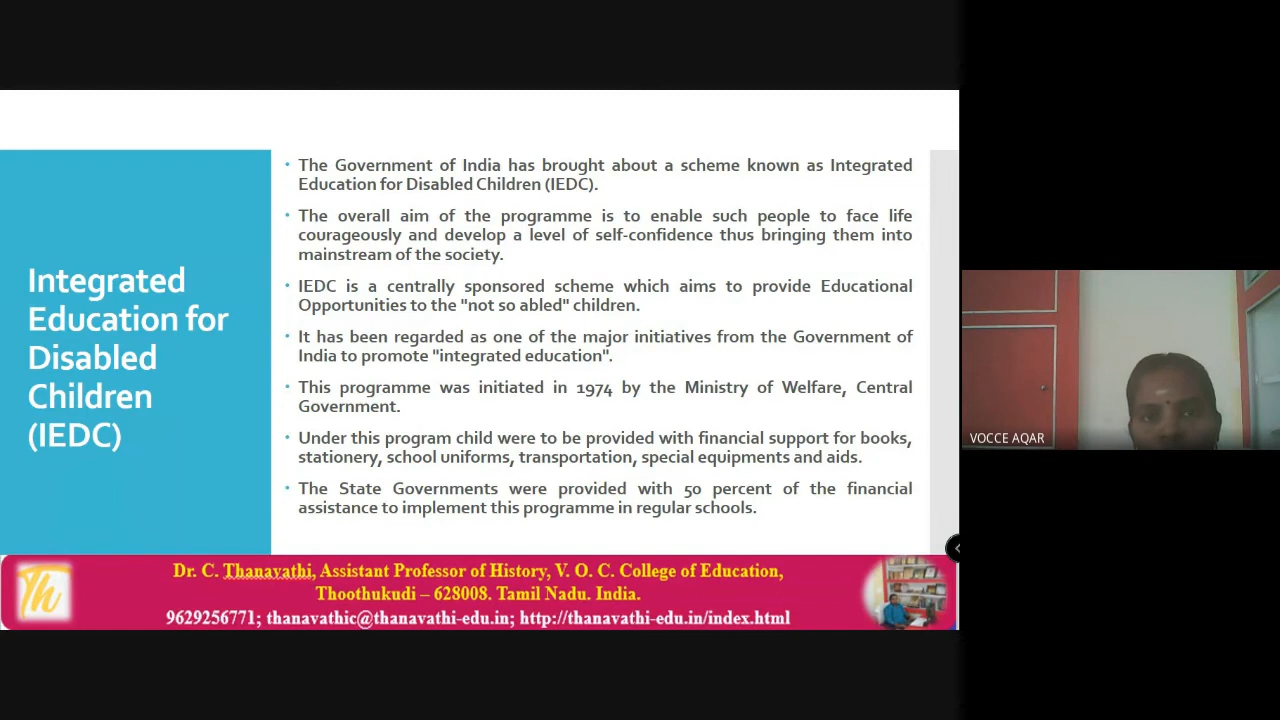 Integrated
Education for
Disabled
Children
(IEDC)
• The Government of India has brought about a scheme known as Integrated
Education for Disabled Children (IEDC).
• The overall aim of the programme is to enable such people to face life
courageously and develop a level of self-confidence thus bringing them into
mainstream of the society.
• IEDC is a centrally sponsored scheme which aims to provide Educational
Opportunities to the "not so abled" children.
• It has been regarded as one of the major initiatives from the Government of
India to promote "integrated education".
• This programme was initiated in 1974 by the Ministry of Welfare, Central
Government.
• Under this program child were to be provided with financial support for books,
stationery, school uniforms, transportation, special equipments and aids.
• The State Governments were provided with 50 percent of the financial
assistance to implement this programme in regular schools.
Th
Dr. C. Thanavathi, Assistant Professor of History, V. O. C. College of Education,
Thoothukudi – 628008. Tamil Nadu. India.
9629256771; thanavathic@thanavathi-edu.in; http://thanavathi-edu.in/index.html
VOCCE AQAR